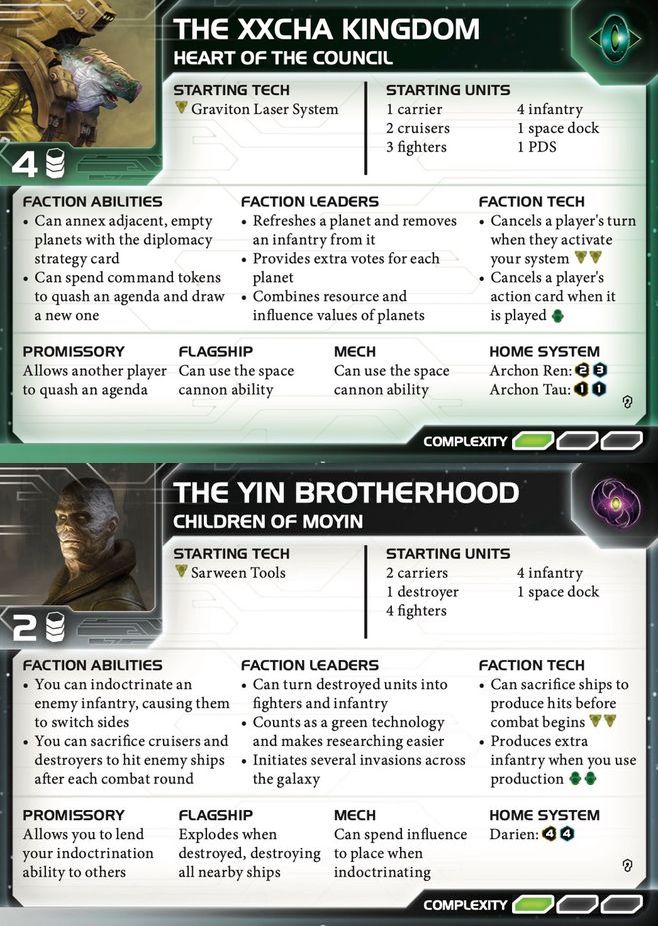 THE XXCHA KINGDOM
HEART OF THE COUNCIL
4
STARTING TECH
Graviton Laser System
STARTING UNITS
1 carrier
2 cruisers
3 fighters
4 infantry
1 space dock
1 PDS
FACTION ABILITIES
• Can annex adjacent, empty
planets with the diplomacy
strategy card
• Can spend command tokens
to quash an agenda and draw
a new one
FACTION LEADERS
• Refreshes a planet and removes
an infantry from it
• Provides extra votes for each
planet
• Combines resource and
influence values of planets
FACTION TECH
• Cancels a player's turn
when they activate
your system
• Cancels a player's
action card when it
is played
PROMISSORY
Allows another player
to quash an agenda
FLAGSHIP
Can use the space
cannon ability
MECH
Can use the space
cannon ability
HOME SYSTEM
Archon Ren: 2 3
Archon Tau: 1 1
COMPLEXITY
THE YIN BROTHERHOOD
CHILDREN OF MOYIN
2
STARTING TECH
Sarween Tools
STARTING UNITS
2 carriers
1 destroyer
4 fighters
4 infantry
1 space dock
FACTION ABILITIES
• You can indoctrinate an
enemy infantry, causing them
to switch sides
• You can sacrifice cruisers and
destroyers to hit enemy ships
after each combat round
FACTION LEADERS
• Can turn destroyed units into
fighters and infantry
• Counts as a green technology
and makes researching easier
• Initiates several invasions across
the galaxy
FACTION TECH
• Can sacrifice ships to
produce hits before
combat begins
• Produces extra
infantry when you use
production
PROMISSORY
Allows you to lend
your indoctrination
ability to others
FLAGSHIP
Explodes when
destroyed, destroying
all nearby ships
MECH
Can spend influence
to place when
indoctrinating
HOME SYSTEM
Darien: 4 4
COMPLEXITY